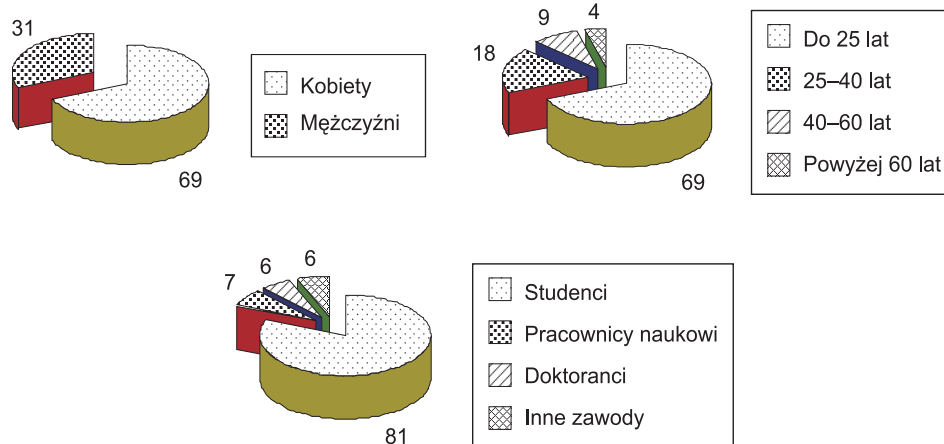 31
69
Kobiety
Mężczyźni
18
9
4
69
Do 25 lat
25–40 lat
40–60 lat
Powyżej 60 lat
7
6
6
81
Studenci
Pracownicy naukowi
Doktoranci
Inne zawody